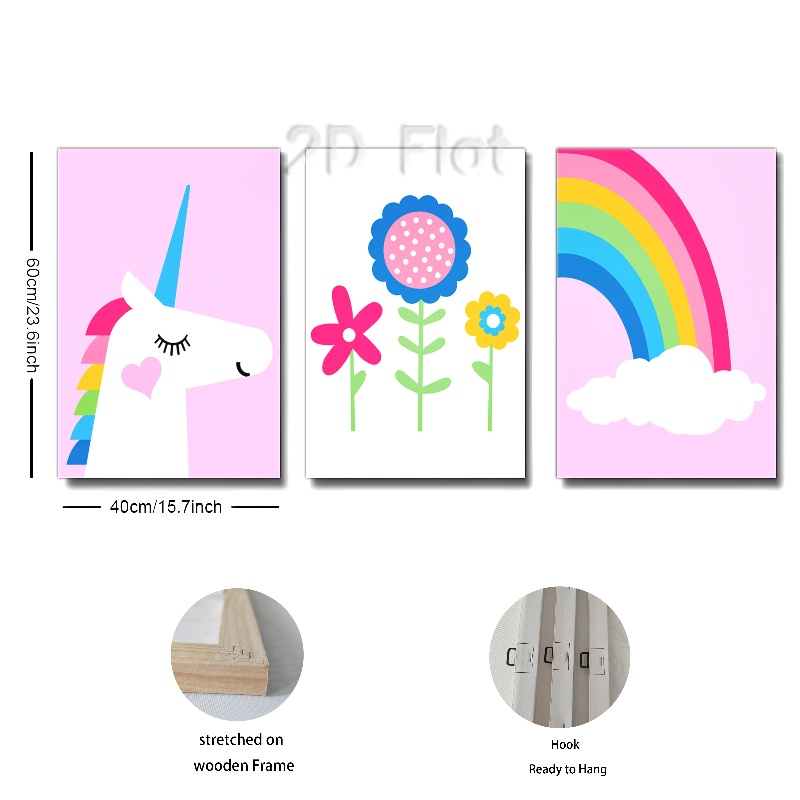 2D Flat
60cm/23.6inch
40cm/15.7inch
stretched on
wooden Frame
Hook
Ready to Hang